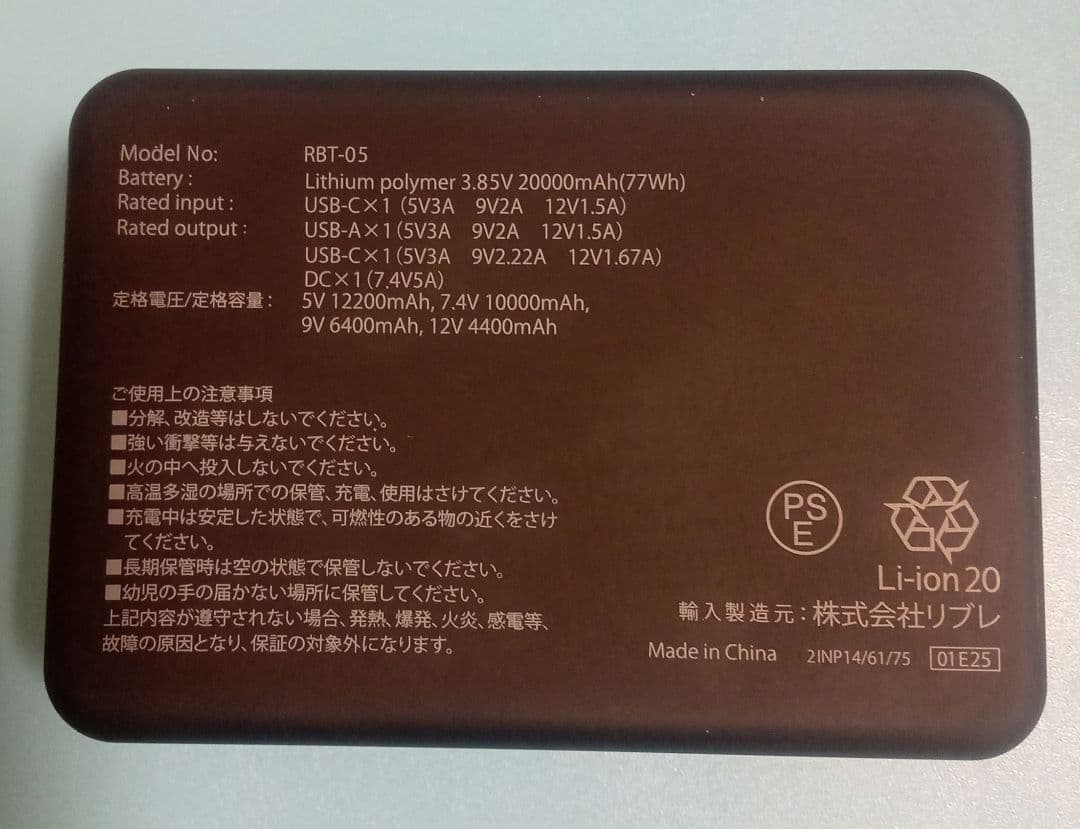 Model No: RBT-05
Battery : Lithium polymer 3.85V 20000mAh(77Wh)
Rated input : USB-C×1 (5V3A 9V2A 12V1.5A)
Rated output : USB-A×1 (5V3A 9V2A 12V1.5A)
USB-C×1 (5V3A 9V2.22A 12V1.67A)
DC×1 (7.4V5A)
定格電圧/定格容量 : 5V 12200mAh, 7.4V 10000mAh,
9V 6400mAh, 12V 4400mAh
ご使用上の注意事項
■分解、改造等はしないでください。
■強い衝撃等は与えないでください。
■火の中へ投入しないでください。
■高温多湿の場所での保管、充電、使用はさけてください。
■充電中は安定した状態で、可燃性のある物の近くをさけ
てください。
■長期保管時は空の状態で保管しないでください。
■幼児の手の届かない場所に保管してください。
上記内容が遵守されない場合、発熱、爆発、火炎、感電等、
故障の原因となり、保証の対象外になります。
PS
E
Li-ion 20
輸入製造元 : 株式会社リブレ
Made in China 2INP14/61/75 01E25